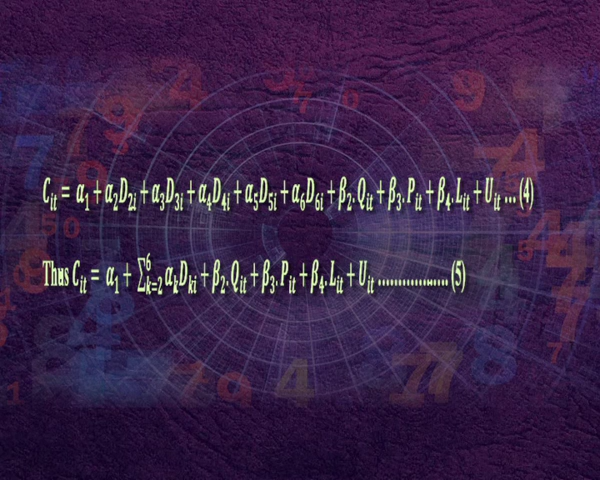 C_it = α_1 + α_2D_2i + α_3D_3i + α_4D_4i + α_5D_5i + α_6D_6i + β_2.Q_it + β_3.P_it + β_4.L_it + U_it ... (4)
Thus C_it = α_1 + ∑_{k=2}^{6} α_kD_ki + β_2.Q_it + β_3.P_it + β_4.L_it + U_it ................. (5)